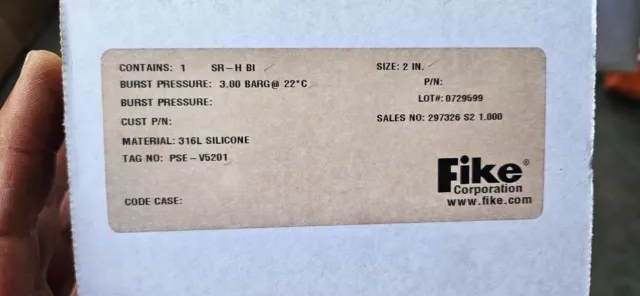 CONTAINS: 1 SR-H BI
SIZE: 2 IN.
BURST PRESSURE: 3.00 BARG@ 22°C
P/N:
BURST PRESSURE:
LOT#: 0729599
CUST P/N:
SALES NO: 297326 S2 1.000
MATERIAL: 316L SILICONE
TAG NO: PSE-V5201
CODE CASE:
Fike®
Corporation
www.fike.com